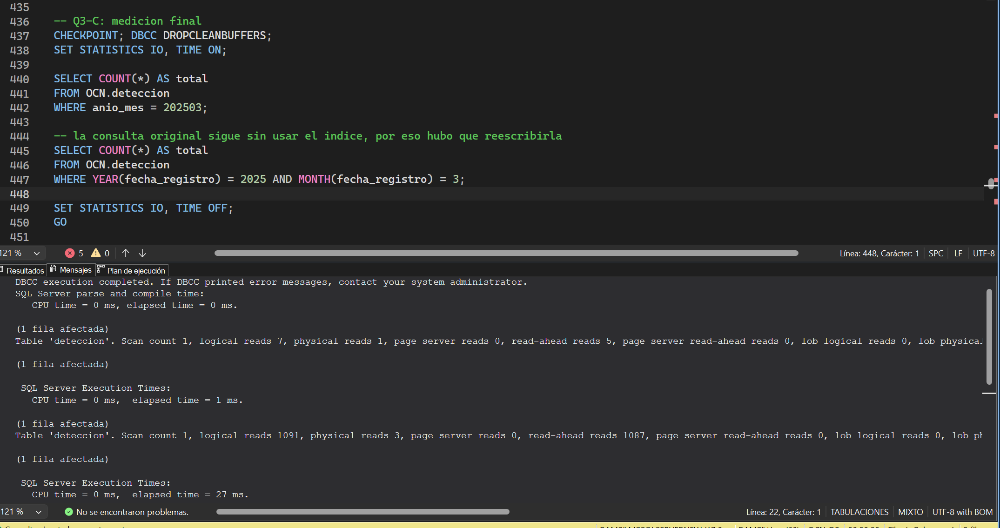 435
436 -- Q3-C: medicion final
437 CHECKPOINT; DBCC DROPCLEANBUFFERS;
438 SET STATISTICS IO, TIME ON;
439
440 SELECT COUNT(*) AS total
441 FROM OCN.deteccion
442 WHERE anio_mes = 202503;
443
444 -- la consulta original sigue sin usar el indice, por eso hubo que reescribirla
445 SELECT COUNT(*) AS total
446 FROM OCN.deteccion
447 WHERE YEAR(fecha_registro) = 2025 AND MONTH(fecha_registro) = 3;
448
449 SET STATISTICS IO, TIME OFF;
450 GO
451
121 % 5 0 Línea: 448, Carácter: 1 SPC LF UTF-8
Resultados Mensajes Plan de ejecución
DBCC execution completed. If DBCC printed error messages, contact your system administrator.
SQL Server parse and compile time:
CPU time = 0 ms, elapsed time = 0 ms.
(1 fila afectada)
Table 'deteccion'. Scan count 1, logical reads 7, physical reads 1, page server reads 0, read-ahead reads 5, page server read-ahead reads 0, lob logical reads 0, lob physical
(1 fila afectada)
SQL Server Execution Times:
CPU time = 0 ms,  elapsed time = 1 ms.
(1 fila afectada)
Table 'deteccion'. Scan count 1, logical reads 1091, physical reads 3, page server reads 0, read-ahead reads 1087, page server read-ahead reads 0, lob logical reads 0, lob ph
(1 fila afectada)
SQL Server Execution Times:
CPU time = 0 ms,  elapsed time = 27 ms.
121 % No se encontraron problemas. Línea: 22, Carácter: 1 TABULACIONES MIXTO UTF-8 with BOM